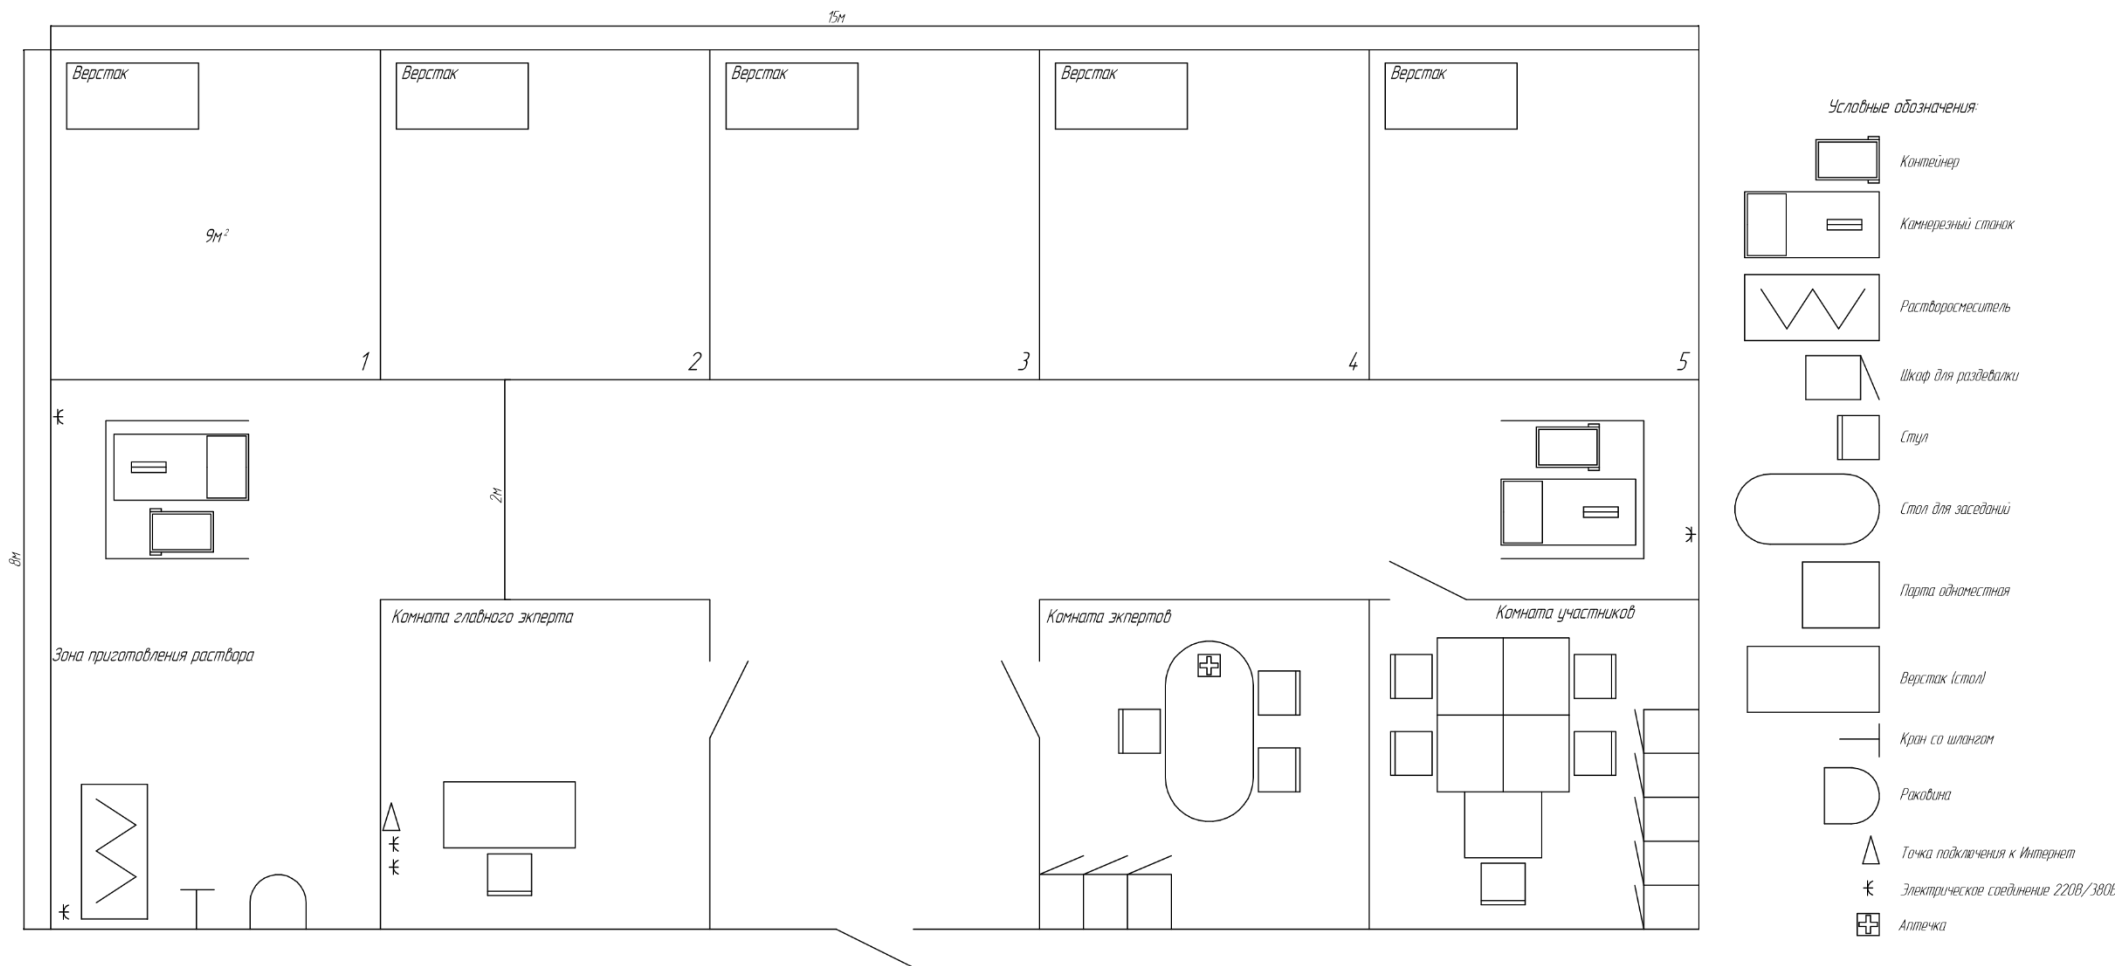 15м
Верстак
Верстак
Верстак
Верстак
Верстак
9м²
1
2
3
4
5
8м
2м
Комната главного экперта
Комната экпертов
Комната участников
Зона приготовления раствора
Условные обозначения:
Контейнер
Камнерезный станок
Растворосмеситель
Шкаф для раздевалки
Стул
Стол для заседаний
Парта одноместная
Верстак (стол)
Кран со шлангом
Раковина
Точка подключения к Интернет
Электрическое соединение 220В/380В
Аптечка